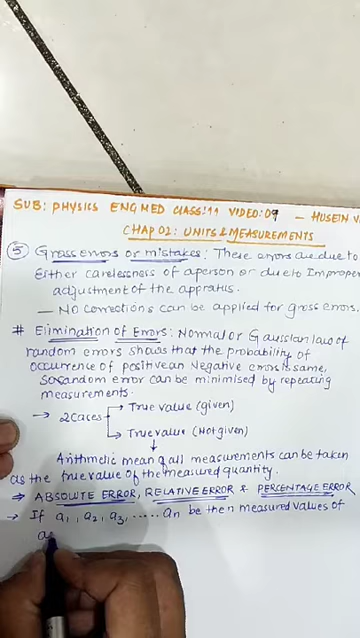 SUB: PHYSICS ENG MED CLASS:11 VIDEO:09 - HUSEIN
CHAP 02: UNITS & MEASUREMENTS
⑤ Gross errors or mistakes: These errors are due to
Either carelessness of a person or due to Improper
adjustment of the appratus.
- NO corrections can be applied for gross errors.
# Elimination of Errors: Normal or Gaussian law of
random errors shows that the probability of
occurence of positive an Negative errors is same,
So random error can be minimised by repeating
measurements.
→ 2 cases → True value (given)
→ True value (Not given)
↓
Arithmetic mean of all measurements can be taken
as the true value of the measured quantity.
⇒ ABSOLUTE ERROR, RELATIVE ERROR & PERCENTAGE ERROR
→ If a1, a2, a3, ..... an be the n measured values of